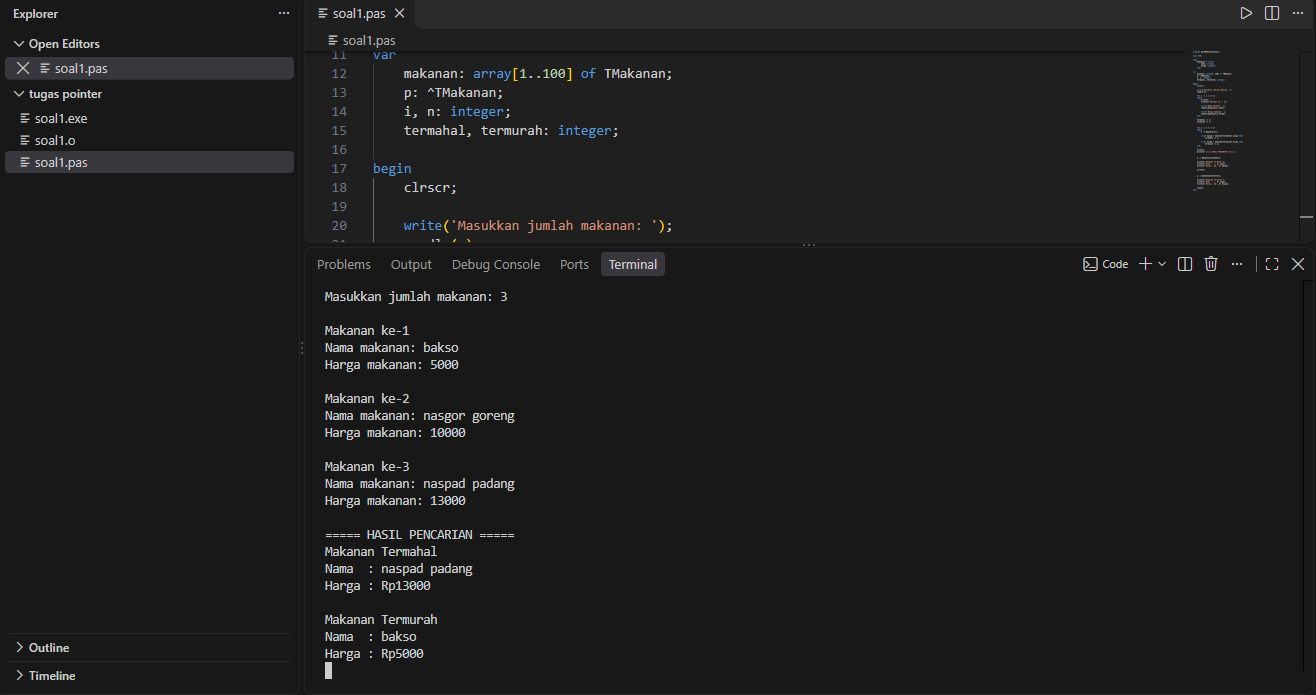 Explorer
Open Editors
soal1.pas
tugas pointer
soal1.exe
soal1.o
soal1.pas
Outline
Timeline
soal1.pas
soal1.pas
11 var
12 makanan: array[1..100] of TMakanan;
13 p: ^TMakanan;
14 i, n: integer;
15 termahal, termurah: integer;
16
17 begin
18 clrscr;
19
20 write('Masukkan jumlah makanan: ');
Problems Output Debug Console Ports Terminal
Code
Masukkan jumlah makanan: 3
Makanan ke-1
Nama makanan: bakso
Harga makanan: 5000
Makanan ke-2
Nama makanan: nasgor goreng
Harga makanan: 10000
Makanan ke-3
Nama makanan: naspad padang
Harga makanan: 13000
===== HASIL PENCARIAN =====
Makanan Termahal
Nama  : naspad padang
Harga : Rp13000
Makanan Termurah
Nama  : bakso
Harga : Rp5000